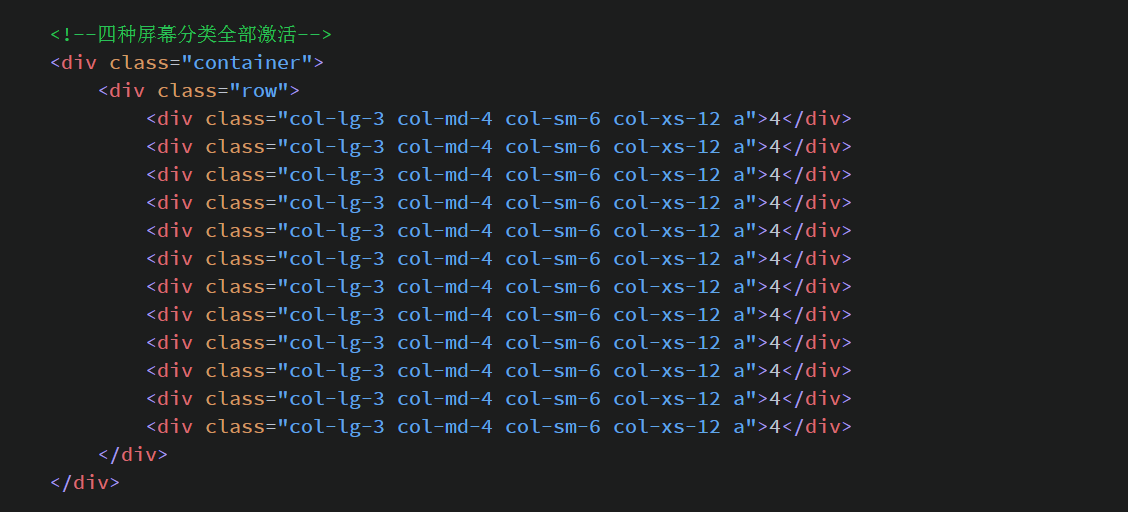 <!--四种屏幕分类全部激活-->
<div class="container">
    <div class="row">
        <div class="col-lg-3 col-md-4 col-sm-6 col-xs-12 a">4</div>
        <div class="col-lg-3 col-md-4 col-sm-6 col-xs-12 a">4</div>
        <div class="col-lg-3 col-md-4 col-sm-6 col-xs-12 a">4</div>
        <div class="col-lg-3 col-md-4 col-sm-6 col-xs-12 a">4</div>
        <div class="col-lg-3 col-md-4 col-sm-6 col-xs-12 a">4</div>
        <div class="col-lg-3 col-md-4 col-sm-6 col-xs-12 a">4</div>
        <div class="col-lg-3 col-md-4 col-sm-6 col-xs-12 a">4</div>
        <div class="col-lg-3 col-md-4 col-sm-6 col-xs-12 a">4</div>
        <div class="col-lg-3 col-md-4 col-sm-6 col-xs-12 a">4</div>
        <div class="col-lg-3 col-md-4 col-sm-6 col-xs-12 a">4</div>
        <div class="col-lg-3 col-md-4 col-sm-6 col-xs-12 a">4</div>
        <div class="col-lg-3 col-md-4 col-sm-6 col-xs-12 a">4</div>
    </div>
</div>